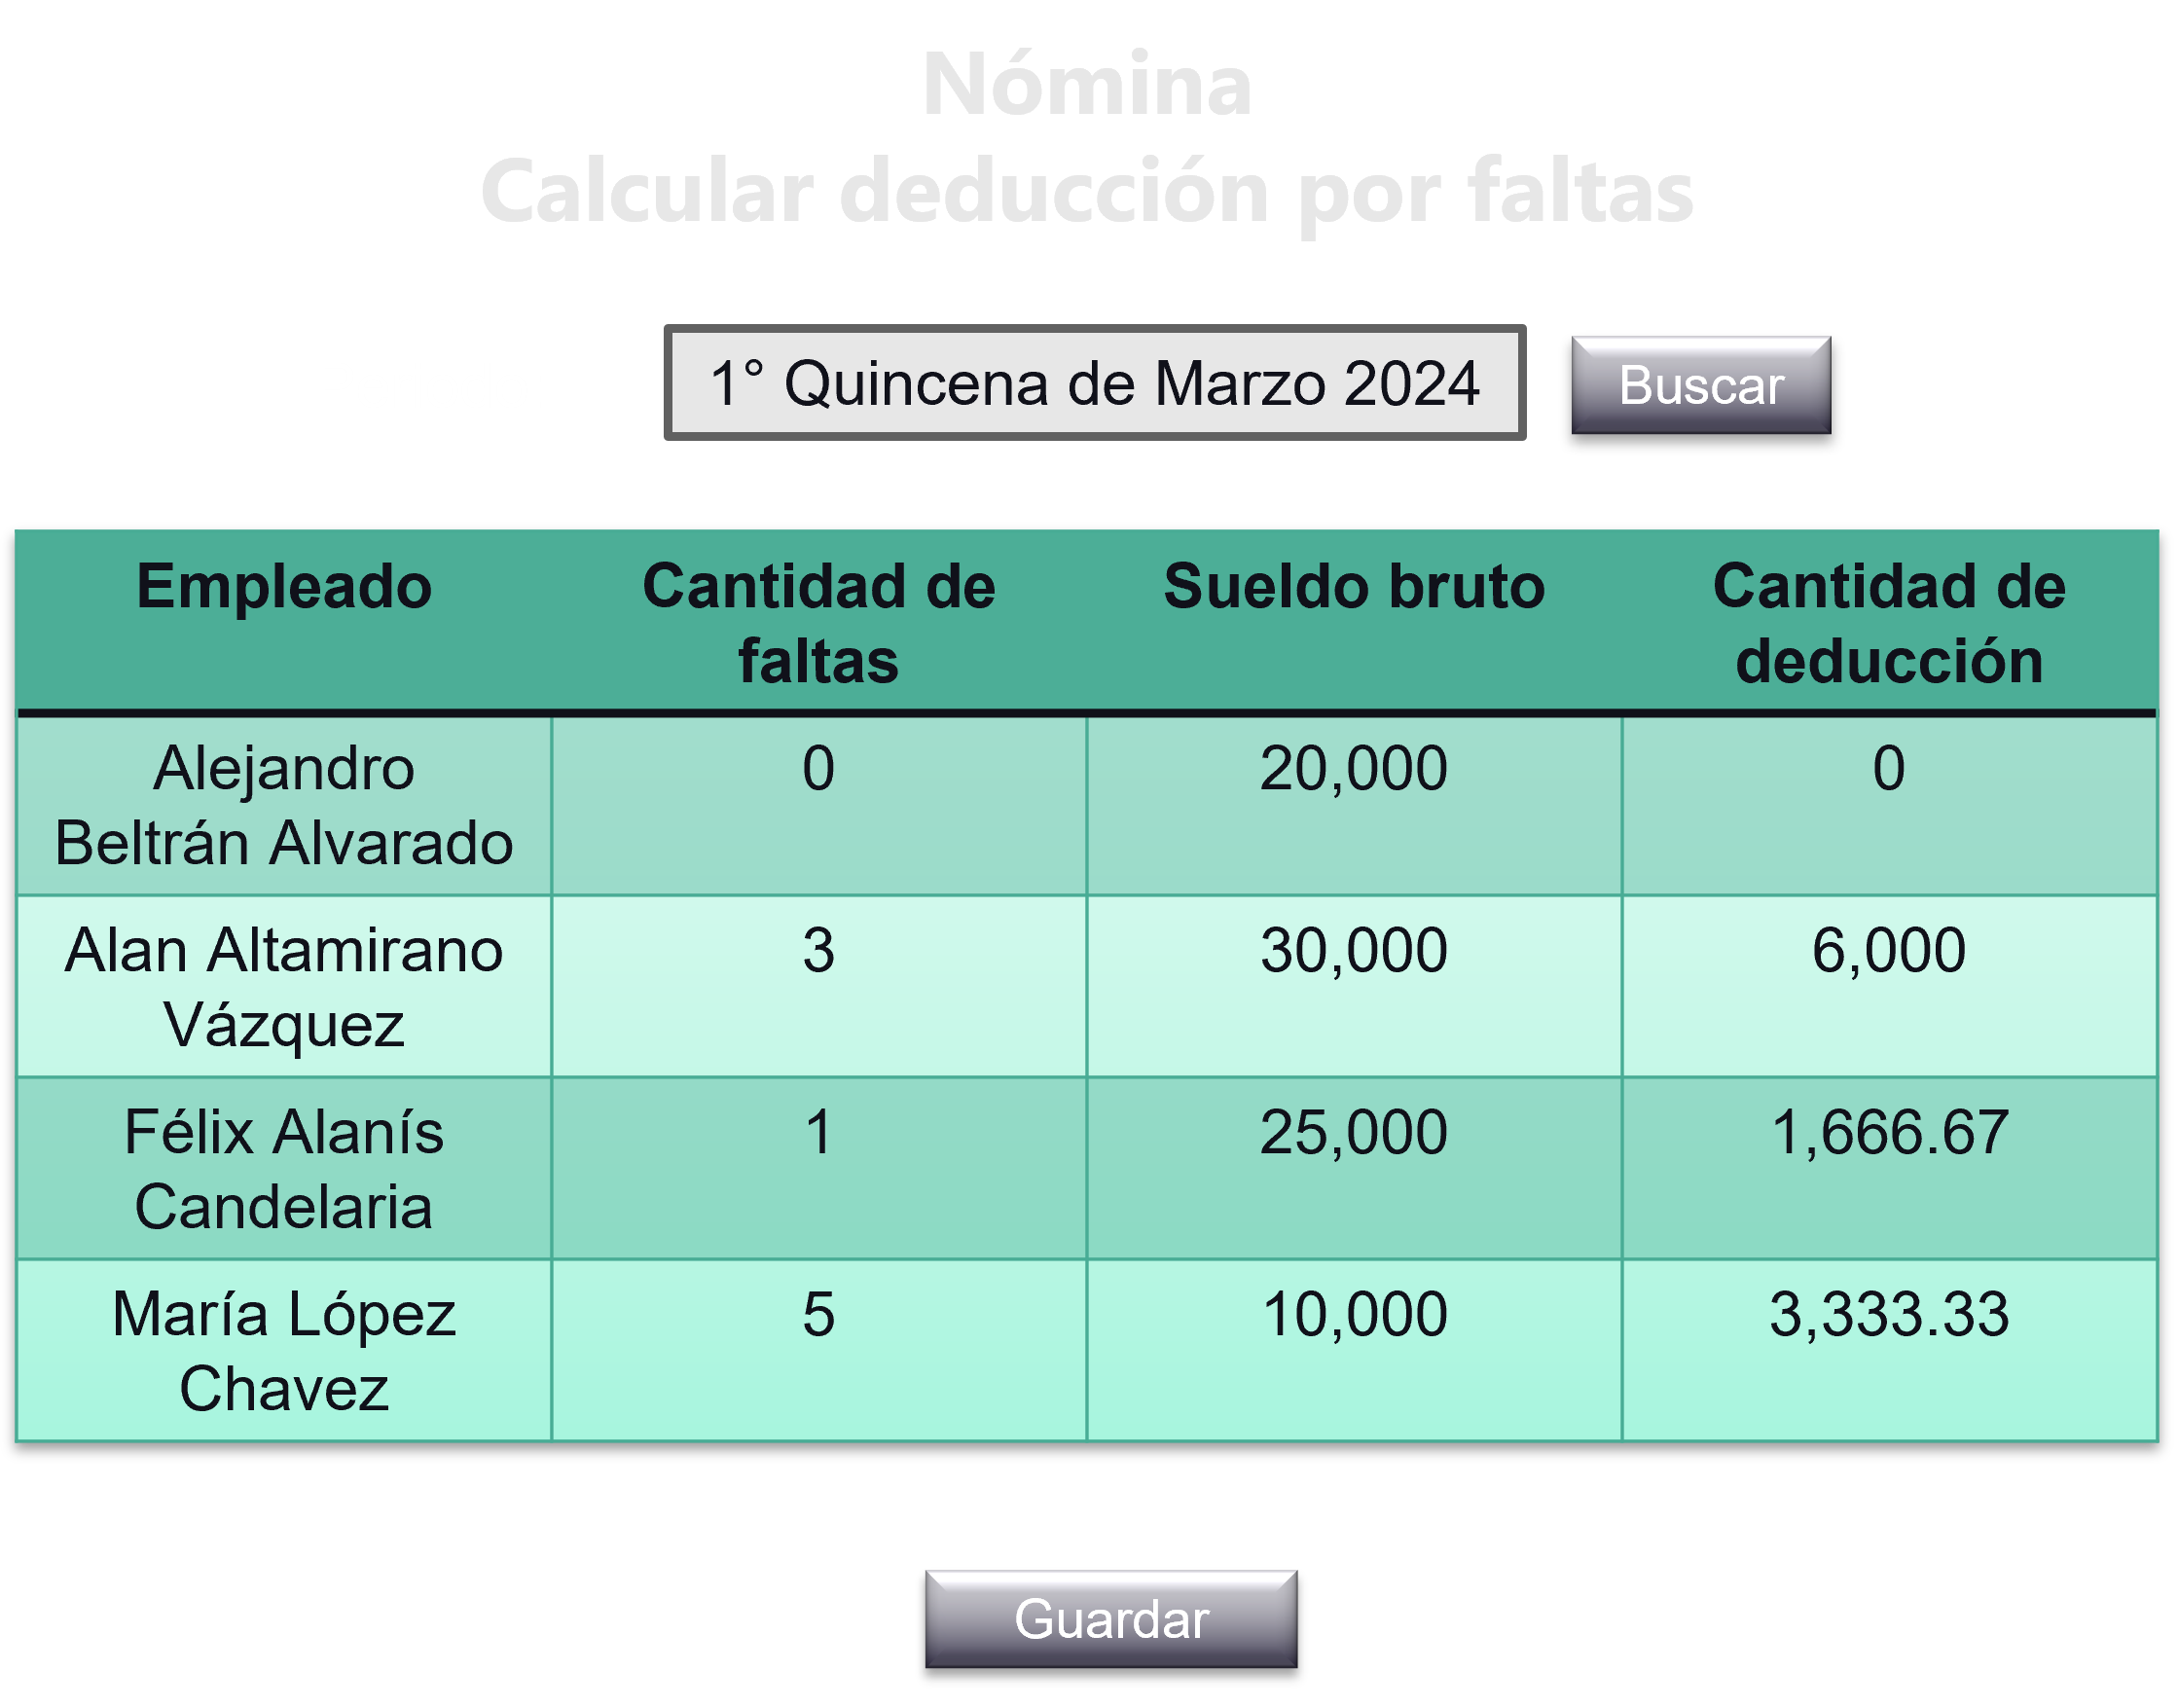 Nómina
Calcular deducción por faltas
1° Quincena de Marzo 2024
Buscar
Empleado
Cantidad de
faltas
Sueldo bruto
Cantidad de
deducción
Alejandro
Beltrán Alvarado
0
20,000
0
Alan Altamirano
Vázquez
3
30,000
6,000
Félix Alanís
Candelaria
1
25,000
1,666.67
María López
Chavez
5
10,000
3,333.33
Guardar